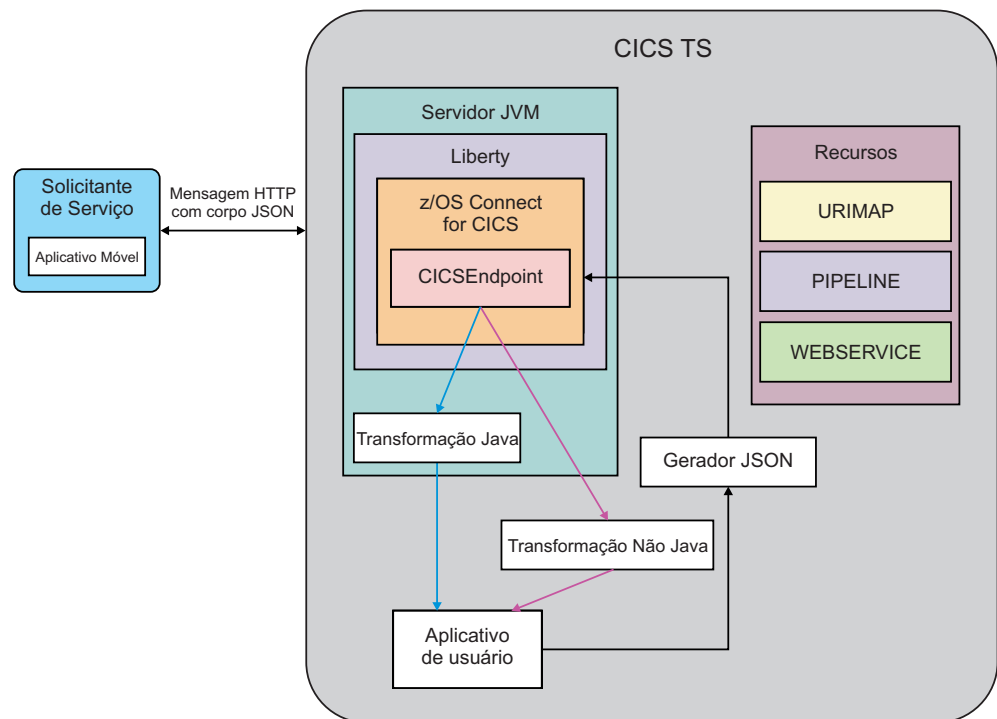 CICS TS
Servidor JVM
Liberty
z/OS Connect
for CICS
CICSEndpoint
Recursos
URIMAP
PIPELINE
WEBSERVICE
Solicitante
de Serviço
Aplicativo Móvel
Mensagem HTTP
com corpo JSON
Transformação Java
Gerador JSON
Transformação Não Java
Aplicativo
de usuário